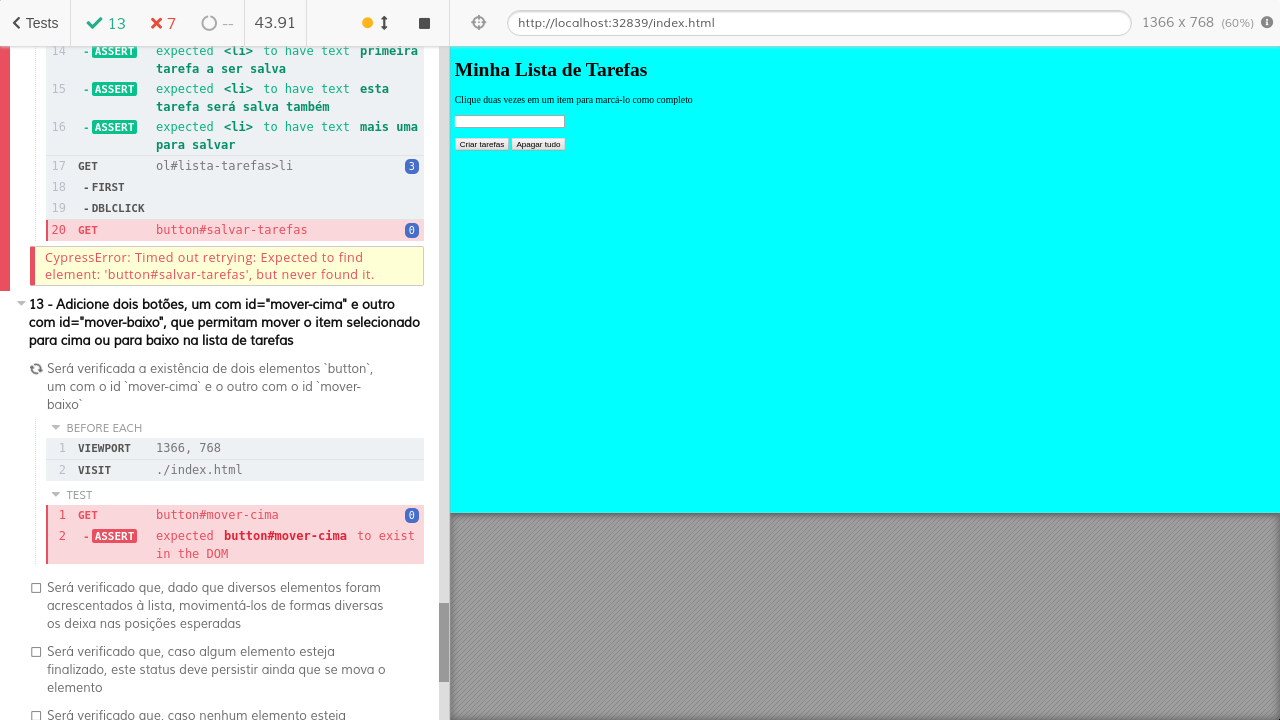 Tests 13 7 -- 43.91
http://localhost:32839/index.html 1366 x 768 (60%)
14 - ASSERT expected <li> to have text primeira
tarefa a ser salva
15 - ASSERT expected <li> to have text esta
tarefa será salva também
16 - ASSERT expected <li> to have text mais uma
para salvar
17 GET ol#lista-tarefas>li 3
18 - FIRST
19 - DBLCLICK
20 GET button#salvar-tarefas 0
CypressError: Timed out retrying: Expected to find
element: 'button#salvar-tarefas', but never found it.
13 - Adicione dois botões, um com id="mover-cima" e outro
com id="mover-baixo", que permitam mover o item selecionado
para cima ou para baixo na lista de tarefas
Será verificada a existência de dois elementos `button`,
um com o id `mover-cima` e o outro com o id `mover-
baixo`
BEFORE EACH
1 VIEWPORT 1366, 768
2 VISIT ./index.html
TEST
1 GET button#mover-cima 0
2 - ASSERT expected button#mover-cima to exist
in the DOM
Será verificado que, dado que diversos elementos foram
acrescentados à lista, movimentá-los de formas diversas
os deixa nas posições esperadas
Será verificado que, caso algum elemento esteja
finalizado, este status deve persistir ainda que se mova o
elemento
Será verificado que, caso nenhum elemento esteja
Minha Lista de Tarefas
Clique duas vezes em um item para marcá-lo como completo
Criar tarefas Apagar tudo